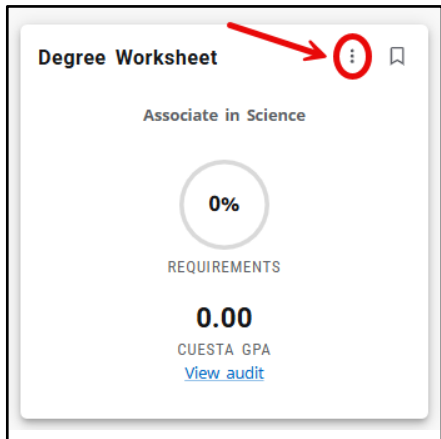 Degree Worksheet
Associate in Science
0%
REQUIREMENTS
0.00
CUESTA GPA
View audit